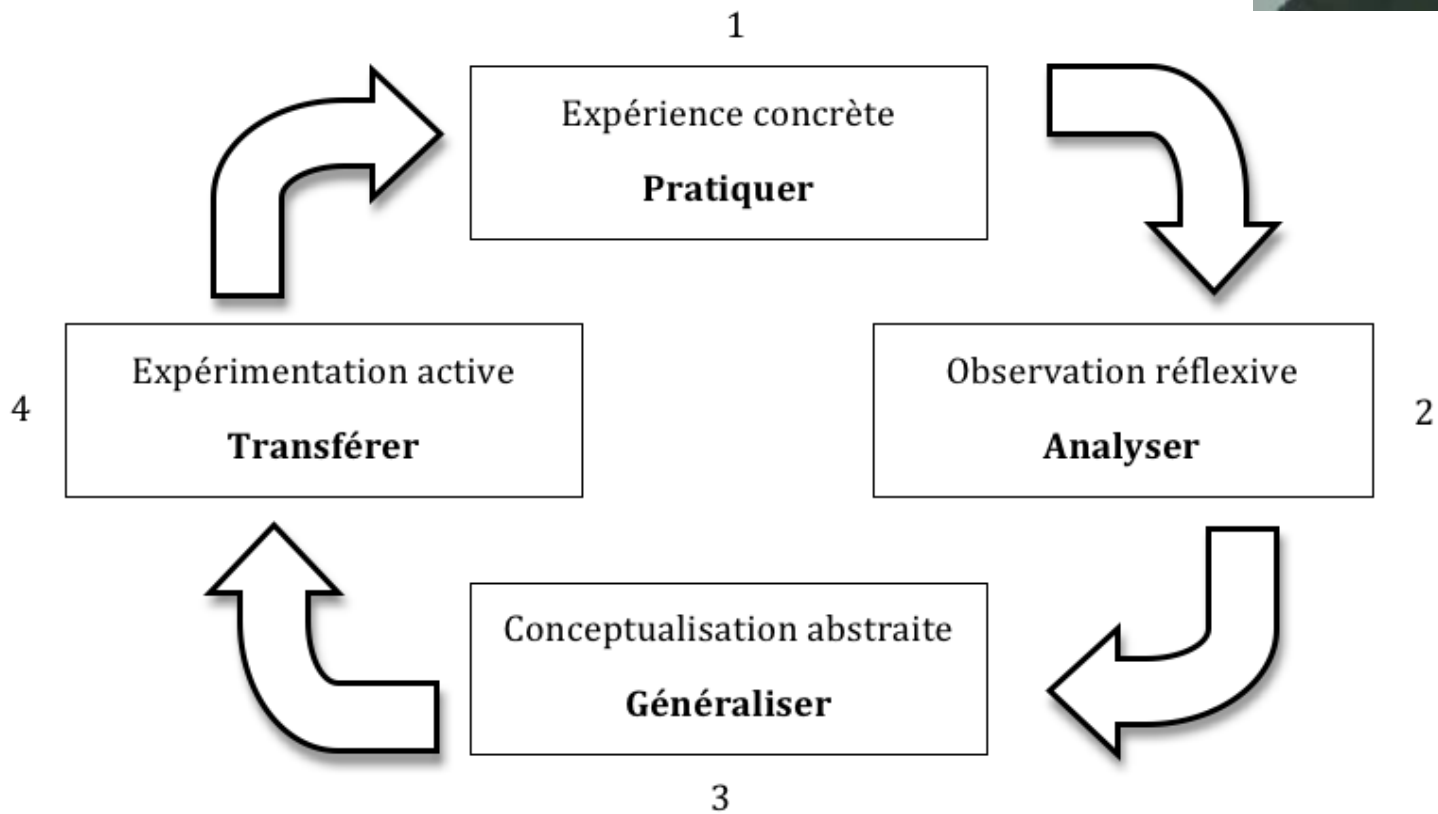 1
Expérience concrète
Pratiquer
Observation réflexive
Analyser
2
Conceptualisation abstraite
Généraliser
3
Expérimentation active
Transférer
4